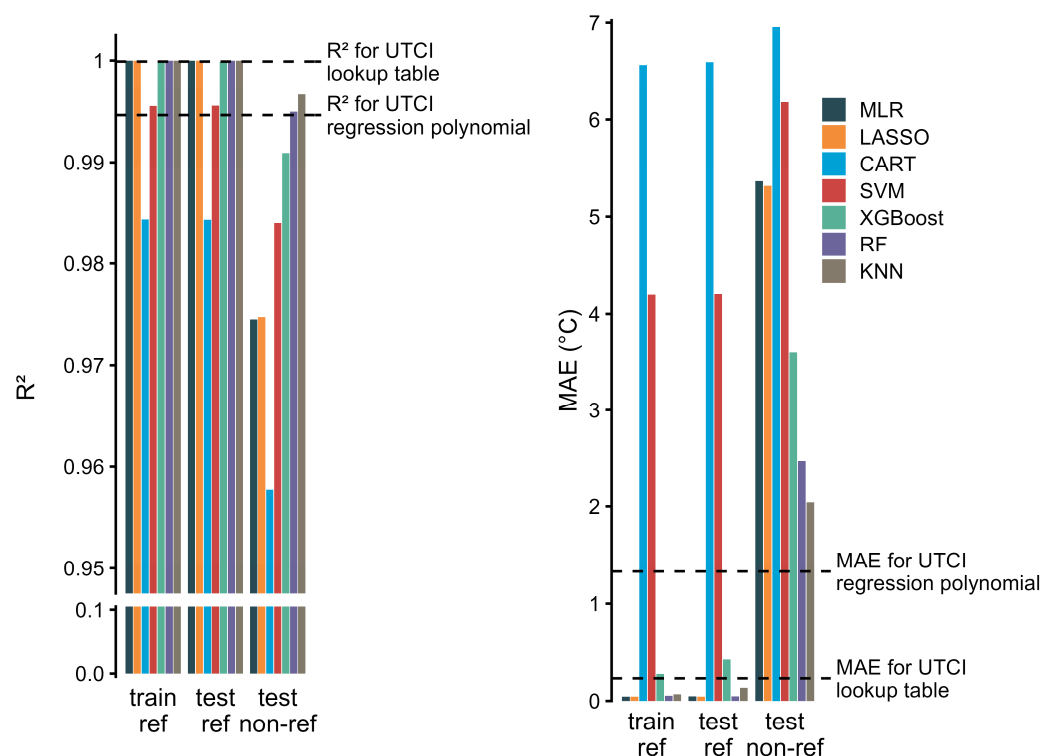 R² for UTCI
lookup table
R² for UTCI
regression polynomial
1
0.99
0.98
0.97
0.96
0.95
0.1
0.0
R²
train
ref
test
ref
test
non-ref
7
6
5
4
3
2
1
0
MAE (°C)
MLR
LASSO
CART
SVM
XGBoost
RF
KNN
MAE for UTCI
regression polynomial
MAE for UTCI
lookup table
train
ref
test
ref
test
non-ref